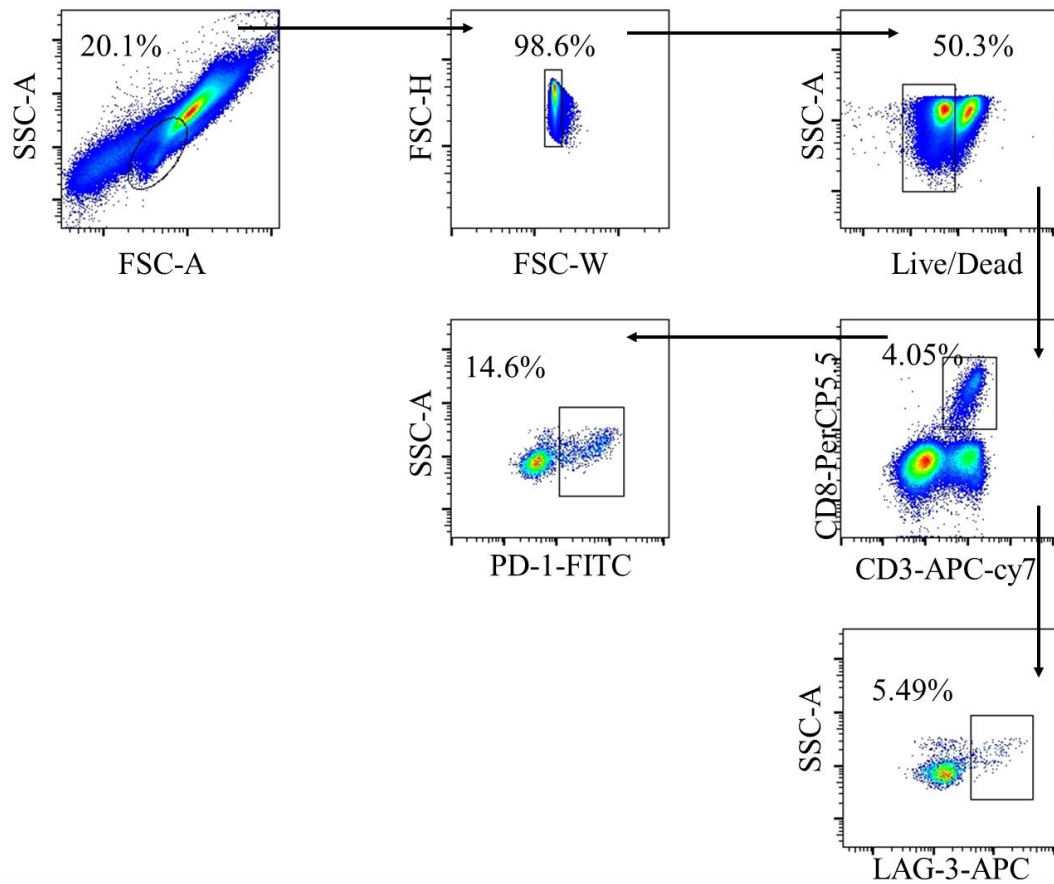 20.1%
SSC-A
FSC-A
98.6%
FSC-H
FSC-W
50.3%
SSC-A
Live/Dead
14.6%
SSC-A
PD-1-FITC
4.05%
CD8-PerCP5.5
CD3-APC-cy7
5.49%
SSC-A
LAG-3-APC